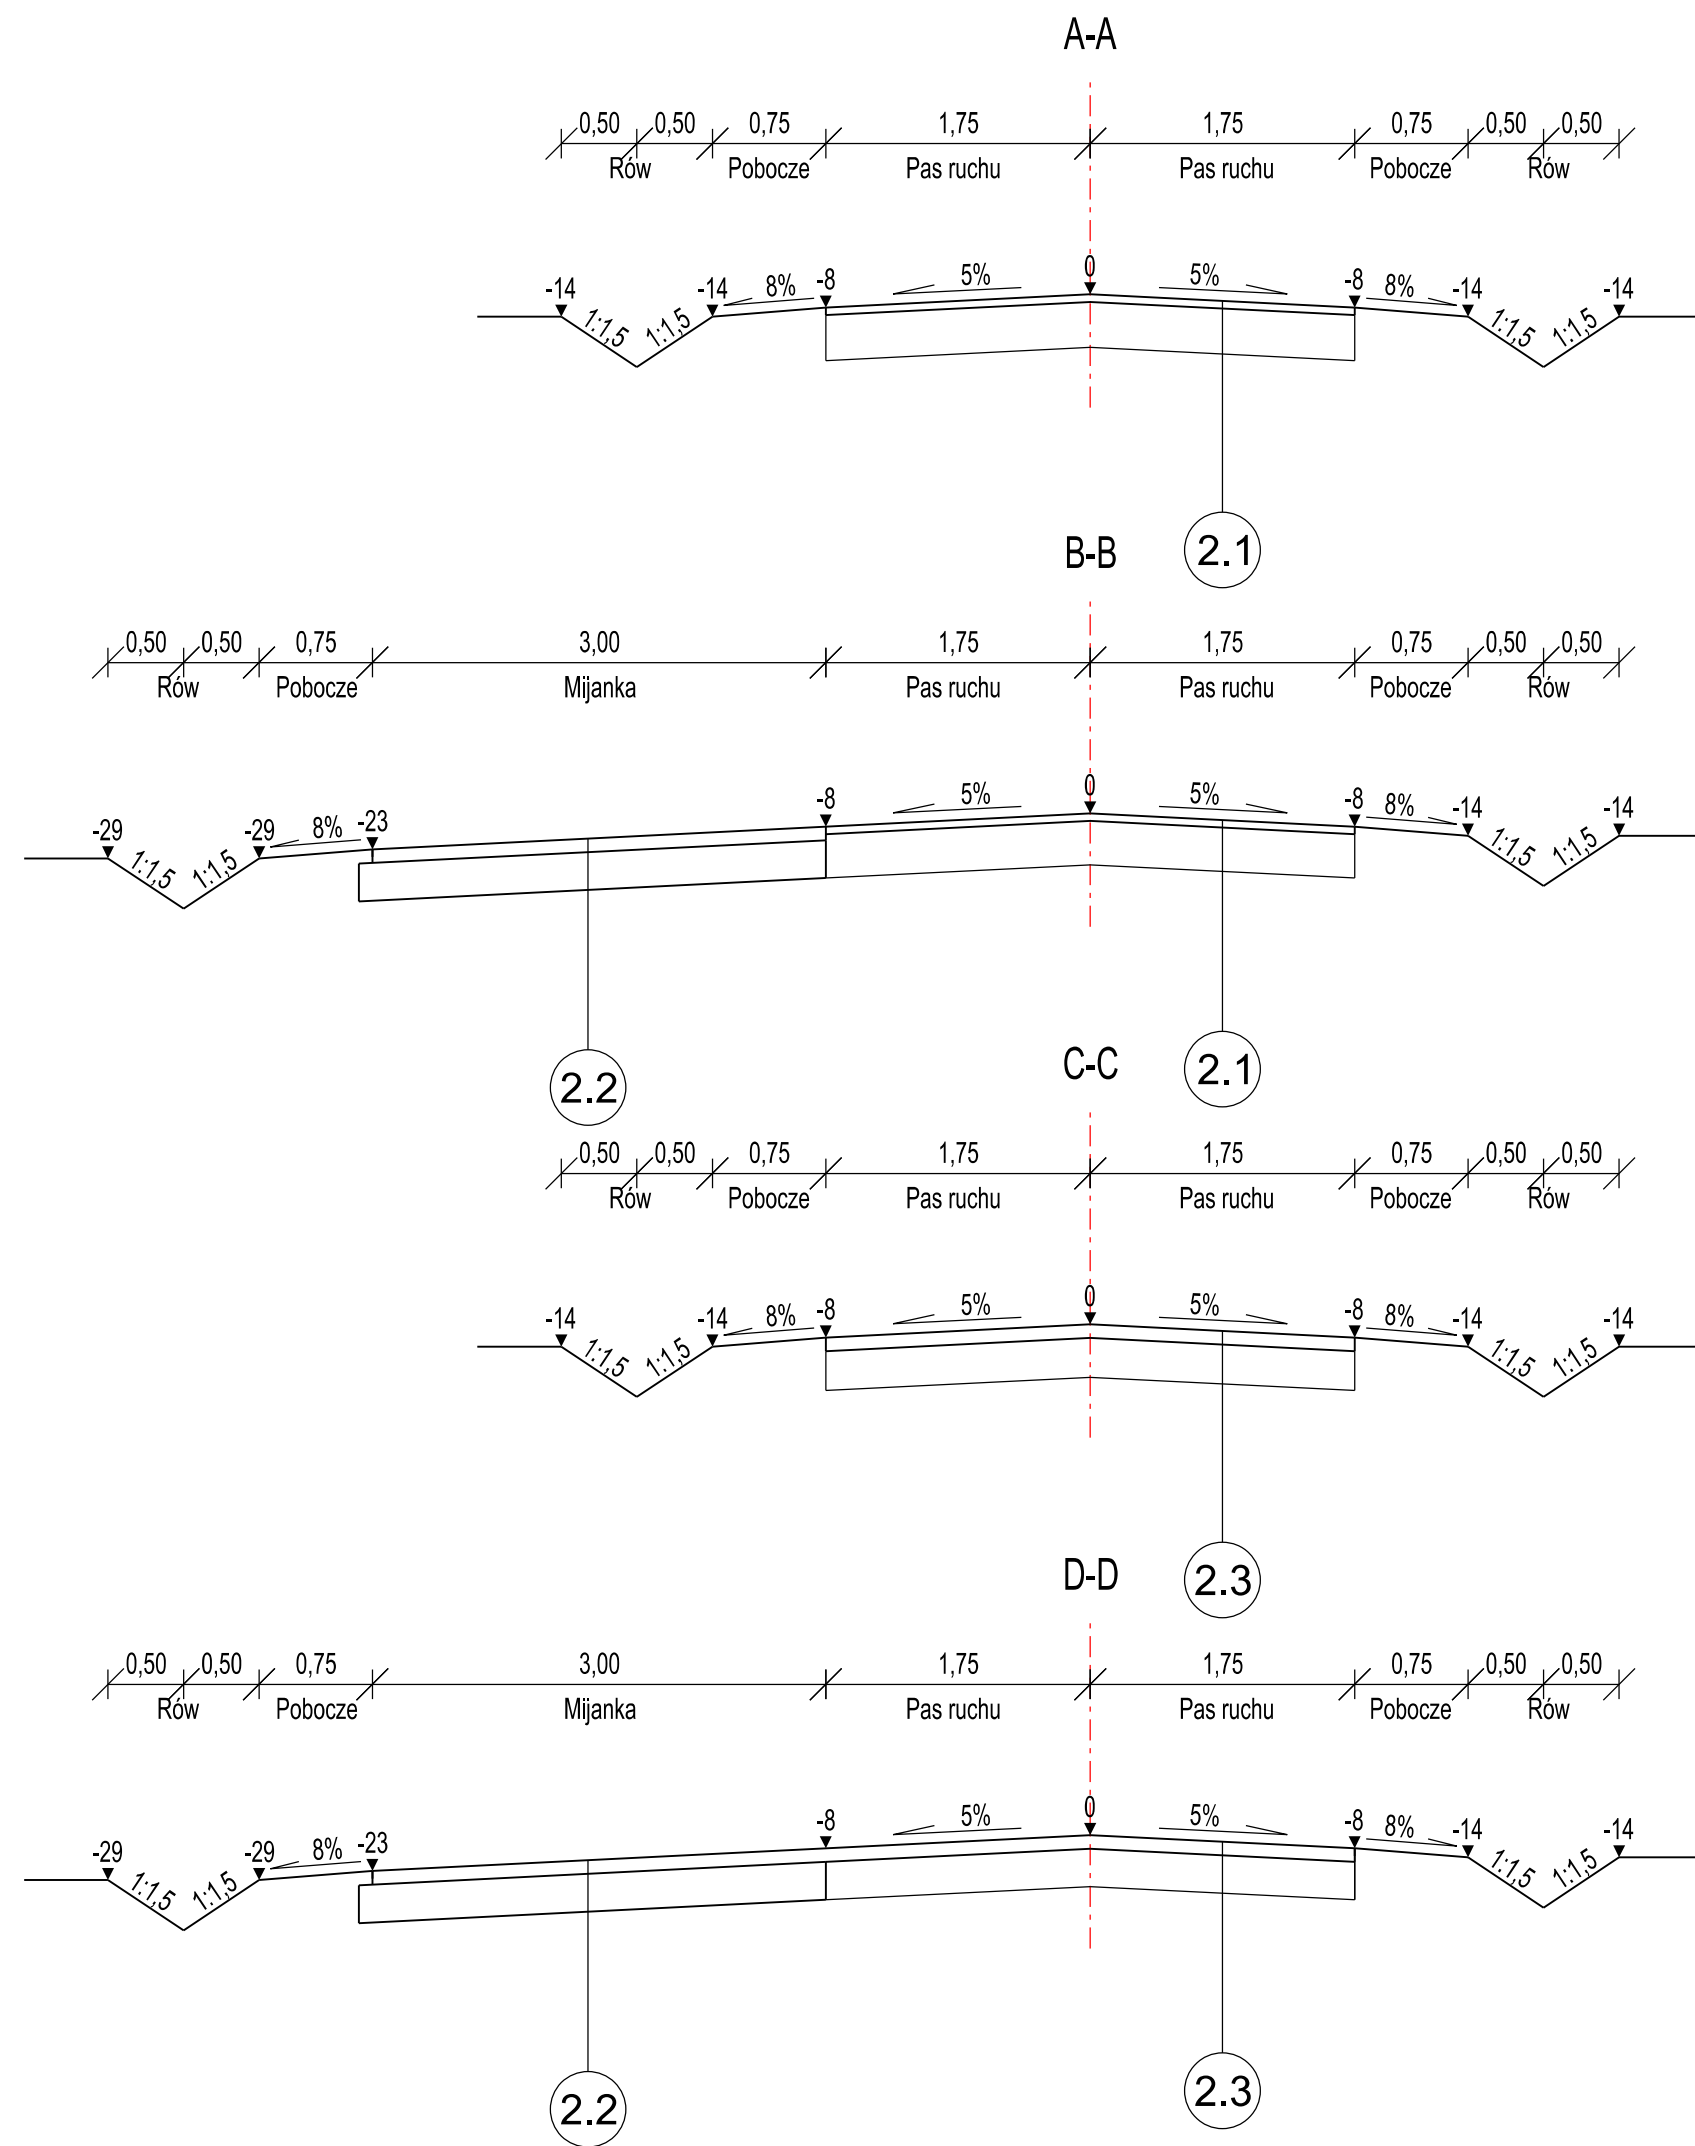 A-A
0,50 0,50 0,75 1,75 1,75 0,75 0,50 0,50
Rów Pobocze Pas ruchu Pas ruchu Pobocze Rów
-14 -14 8% -8 5% 0 5% -8 8% -14 -14
1:1,5 1:1,5 1:1,5 1:1,5
2.1
B-B
0,50 0,50 0,75 3,00 1,75 1,75 0,75 0,50 0,50
Rów Pobocze Mijanka Pas ruchu Pas ruchu Pobocze Rów
-29 -29 8% -23 -8 5% 0 5% -8 8% -14 -14
1:1,5 1:1,5 1:1,5 1:1,5
2.2 2.1
C-C
0,50 0,50 0,75 1,75 1,75 0,75 0,50 0,50
Rów Pobocze Pas ruchu Pas ruchu Pobocze Rów
-14 -14 8% -8 5% 0 5% -8 8% -14 -14
1:1,5 1:1,5 1:1,5 1:1,5
2.3
D-D
0,50 0,50 0,75 3,00 1,75 1,75 0,75 0,50 0,50
Rów Pobocze Mijanka Pas ruchu Pas ruchu Pobocze Rów
-29 -29 8% -23 -8 5% 0 5% -8 8% -14 -14
1:1,5 1:1,5 1:1,5 1:1,5
2.2 2.3